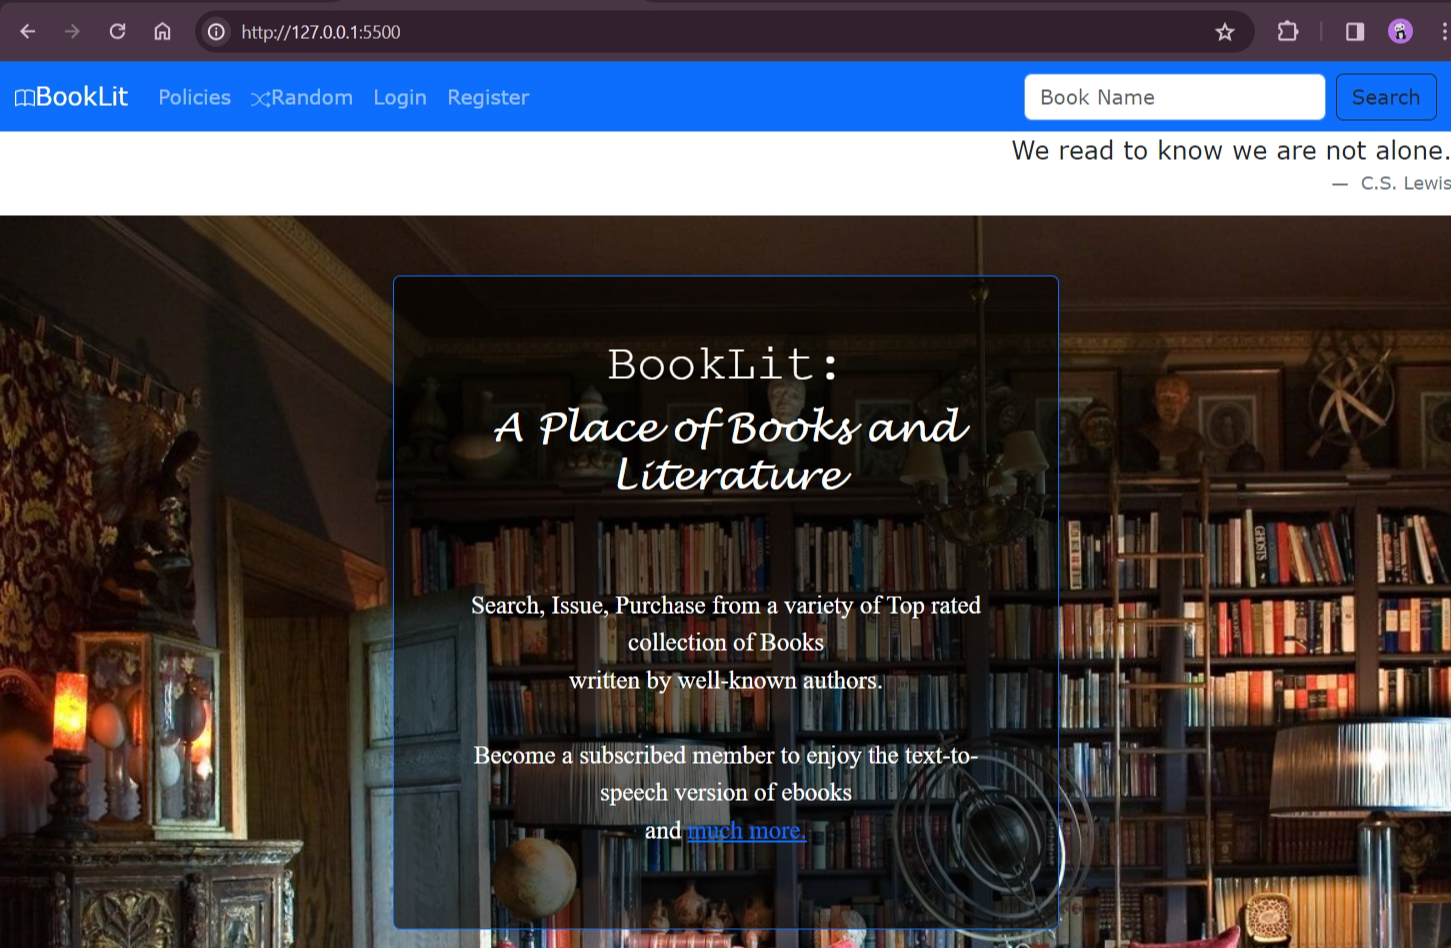 http://127.0.0.1:5500
BookLit Policies Random Login Register Book Name Search
We read to know we are not alone.
— C.S. Lewis
BookLit:
A Place of Books and
Literature
Search, Issue, Purchase from a variety of Top rated
collection of Books
written by well-known authors.
Become a subscribed member to enjoy the text-to-
speech version of ebooks
and much more.